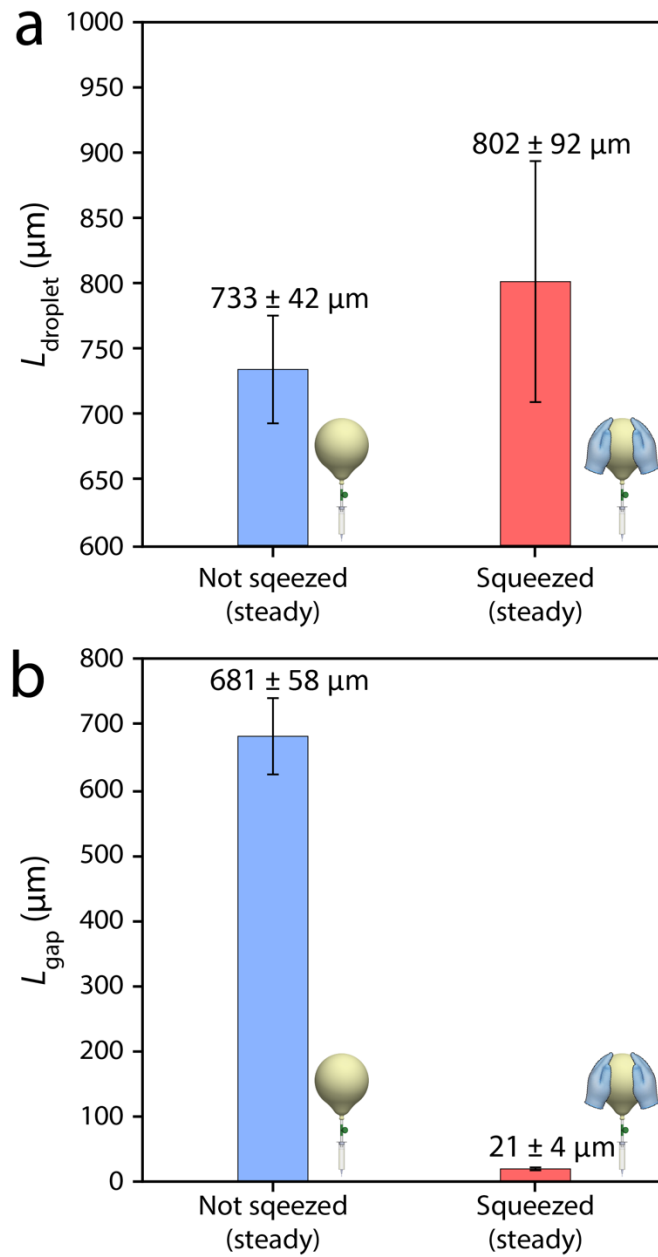 a
1000
950
900
850
800
750
700
650
600
L droplet (µm)
733 ± 42 µm
802 ± 92 µm
Not sqeezed
(steady)
Squeezed
(steady)
b
800
700
600
500
400
300
200
100
0
L gap (µm)
681 ± 58 µm
21 ± 4 µm
Not sqeezed
(steady)
Squeezed
(steady)